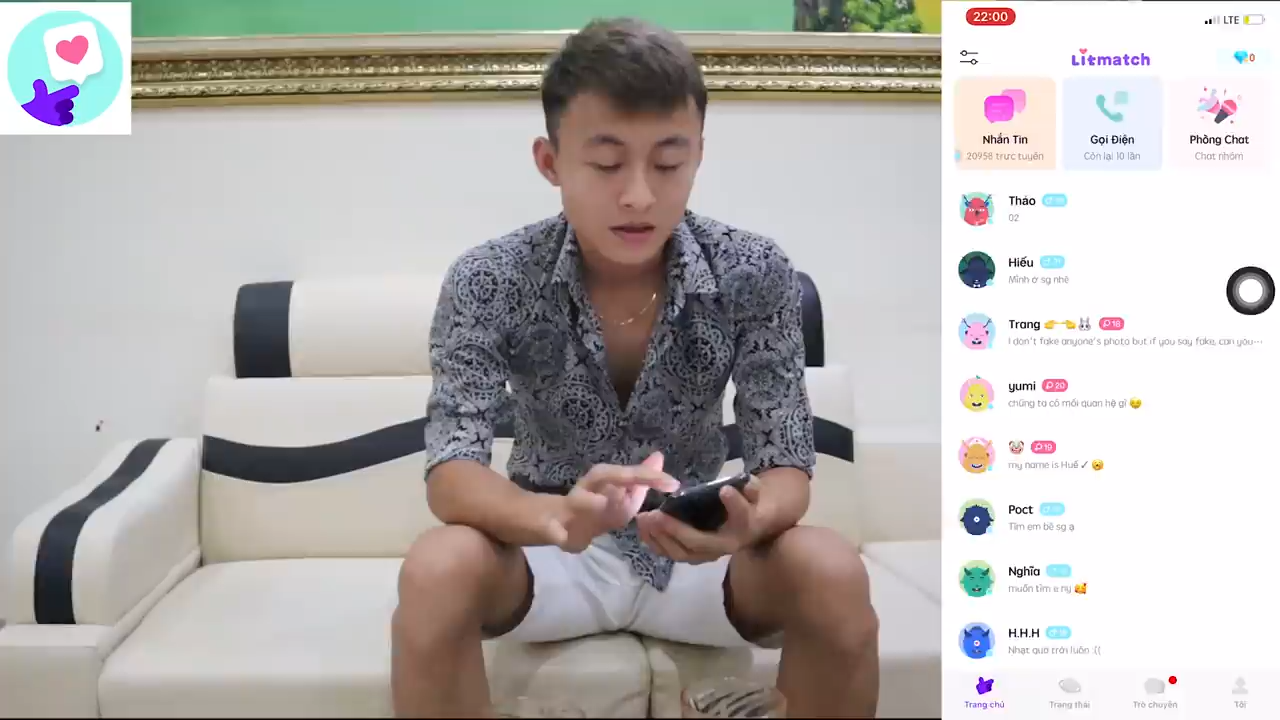 22:00
LTE
Litmatch
0
Nhắn Tin
20958 trực tuyến
Gọi Điện
Còn lại 10 lần
Phòng Chat
Chat nhóm
Thảo
02
Hiếu
Mình ở sg nhé
Trang 18
I don't fake anyone's photo but if you say fake, can you...
yumi 20
chúng ta có mối quan hệ gì
19
my name is Huế ✓
Poct
Tìm em bé sg ạ
Nghĩa
muốn tìm e ny
H.H.H
Nhạt quá trời luôn :((
Trang chủ
Trạng thái
Trò chuyện
Tôi